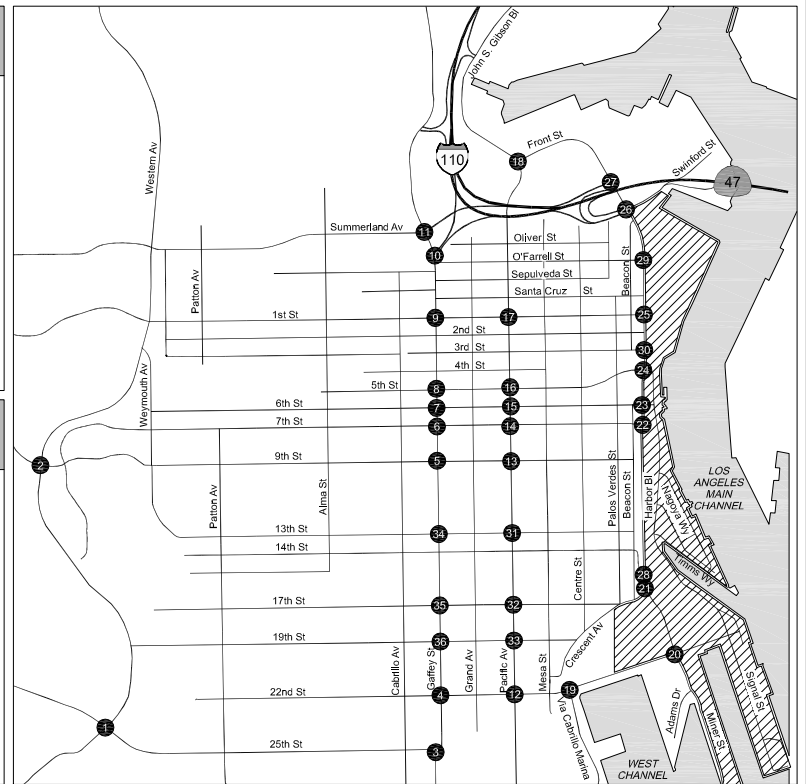 John S. Gibson Bl
Western Av
Front St
18
110
Swinford St
27
47
26
Summerland Av
11
Oliver St
10
O'Farrell St
29
Sepulveda St
Beacon St
Patton Av
Santa Cruz St
1st St
9
17
25
2nd St
3rd St
30
4th St
24
5th St
8
16
Weymouth Av
6th St
7
15
23
7th St
6
14
22
9th St
5
13
2
Patton Av
Alma St
Palos Verdes St
Beacon St
Harbor Bl
Nagoya Wy
LOS
ANGELES
MAIN
CHANNEL
13th St
34
31
14th St
Timms Wy
28
21
Centre St
17th St
35
32
19th St
36
33
Crescent Av
20
Cabrillo Av
Gaffey St
Grand Av
Pacific Av
Mesa St
22nd St
4
12
19
Via Cabrillo Marina
Adams Dr
Miner St
Signal St
1
25th St
3
WEST
CHANNEL